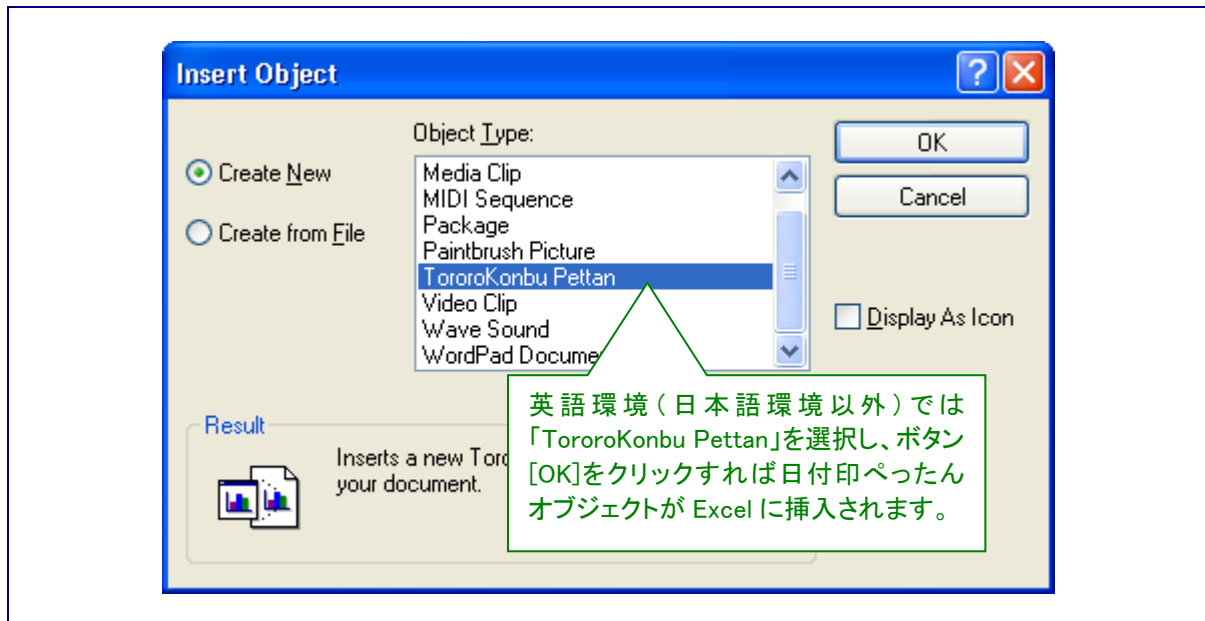 Insert Object
Object Type:
Create New
Create from File
Media Clip
MIDI Sequence
Package
Paintbrush Picture
TororoKonbu Pettan
Video Clip
Wave Sound
WordPad Docume
OK
Cancel
Display As Icon
Result
Inserts a new Toro
your document.
英語環境(日本語環境以外)では
「TororoKonbu Pettan」を選択し、ボタン
[OK]をクリックすれば日付印ぺったん
オブジェクトが Excel に挿入されます。